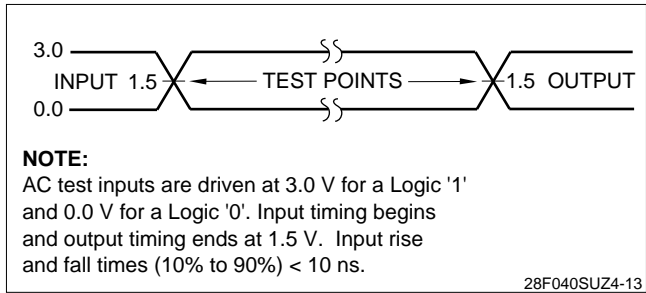 3.0
INPUT 1.5 TEST POINTS 1.5 OUTPUT
0.0
NOTE:
AC test inputs are driven at 3.0 V for a Logic '1'
and 0.0 V for a Logic '0'. Input timing begins
and output timing ends at 1.5 V. Input rise
and fall times (10% to 90%) < 10 ns.
28F040SUZ4-13